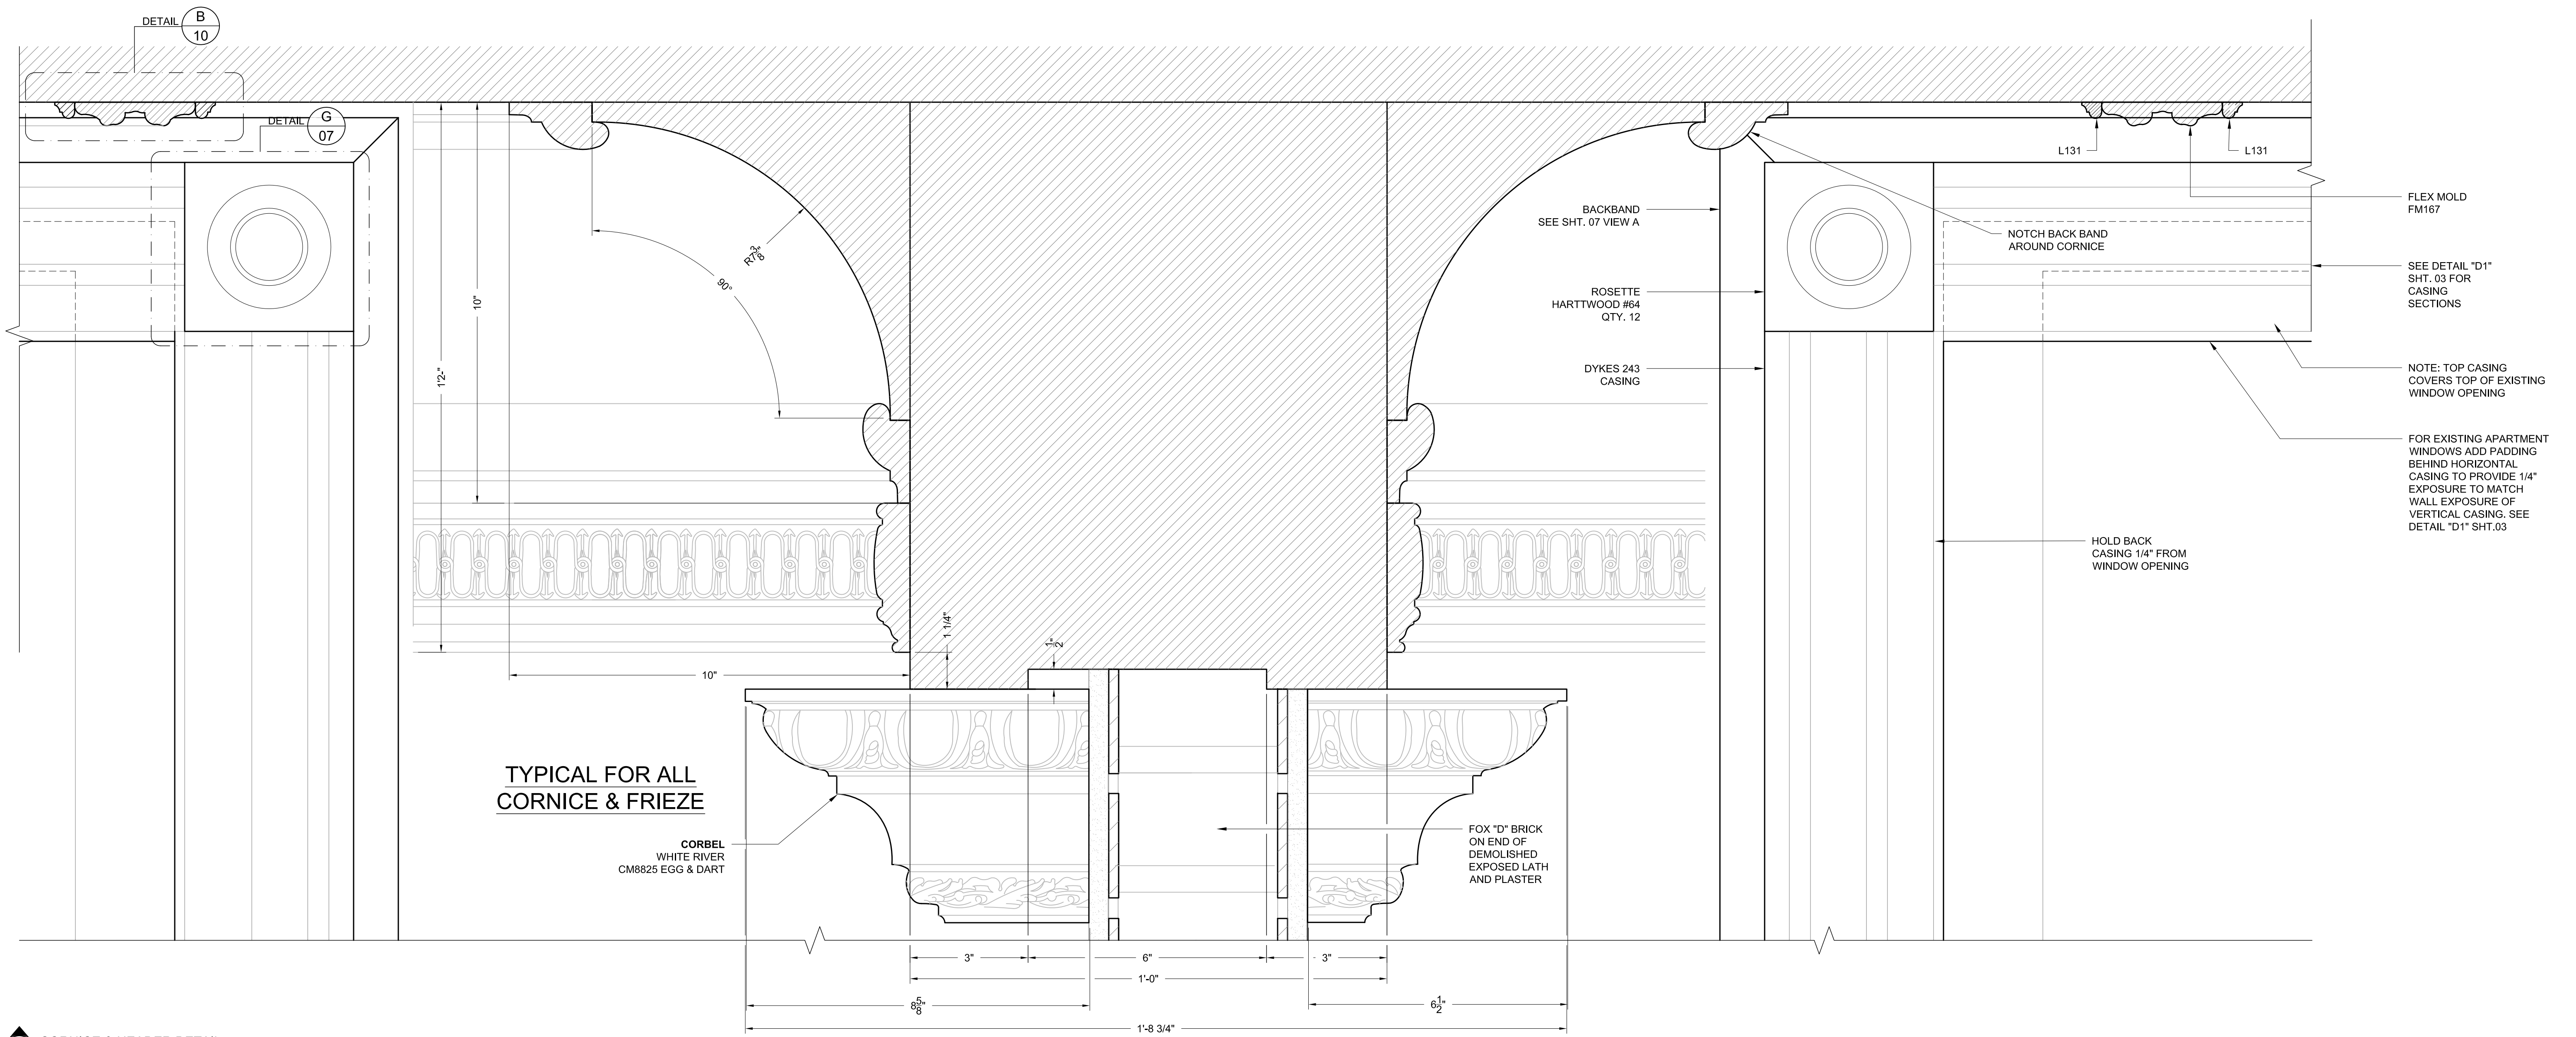 DETAIL
B
10
DETAIL
G
07
1'2-"
10"
R7 3/8"
90°
10"
1 1/4"
1/2"
BACKBAND
SEE SHT. 07 VIEW A
ROSETTE
HARTTWOOD #64
QTY. 12
DYKES 243
CASING
NOTCH BACK BAND
AROUND CORNICE
L131
L131
FLEX MOLD
FM167
SEE DETAIL "D1"
SHT. 03 FOR
CASING
SECTIONS
NOTE: TOP CASING
COVERS TOP OF EXISTING
WINDOW OPENING
FOR EXISTING APARTMENT
WINDOWS ADD PADDING
BEHIND HORIZONTAL
CASING TO PROVIDE 1/4"
EXPOSURE TO MATCH
WALL EXPOSURE OF
VERTICAL CASING. SEE
DETAIL "D1" SHT.03
HOLD BACK
CASING 1/4" FROM
WINDOW OPENING
TYPICAL FOR ALL
CORNICE & FRIEZE
CORBEL
WHITE RIVER
CM8825 EGG & DART
FOX "D" BRICK
ON END OF
DEMOLISHED
EXPOSED LATH
AND PLASTER
3"
6"
3"
1'-0"
8 5/8"
6 1/2"
1'-8 3/4"